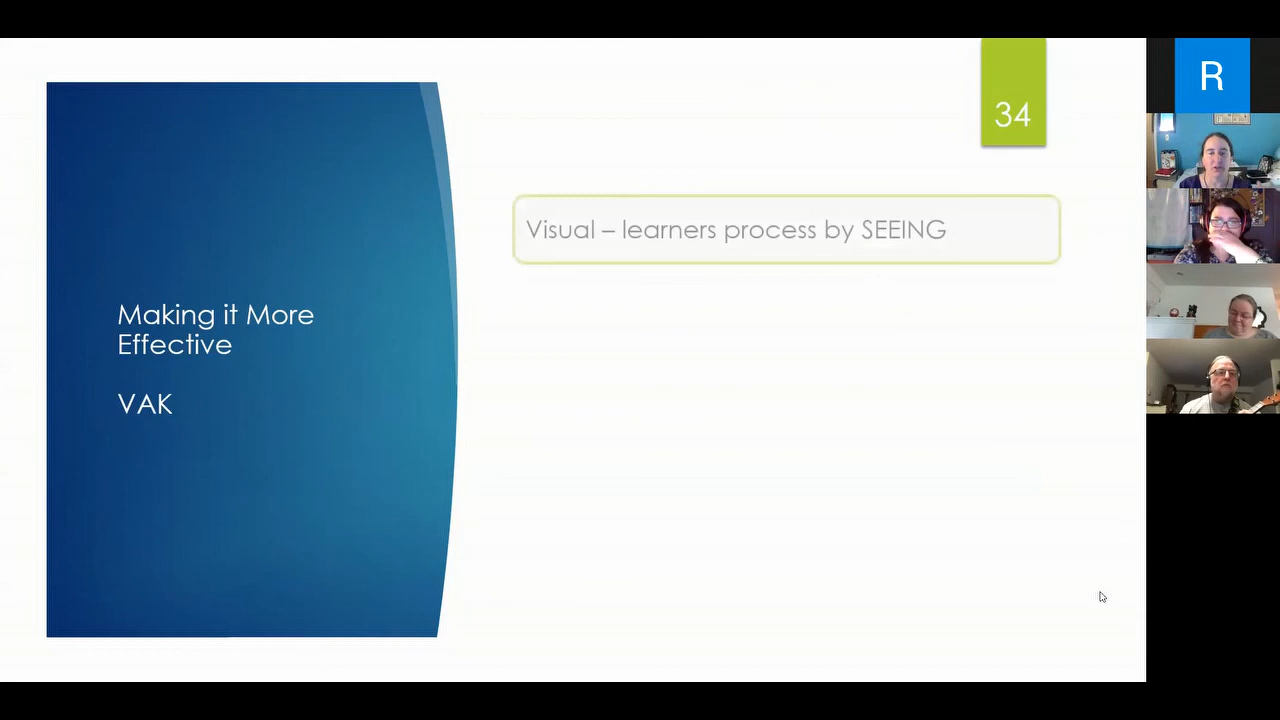 34
Visual – learners process by SEEING
Making it More
Effective
VAK
R